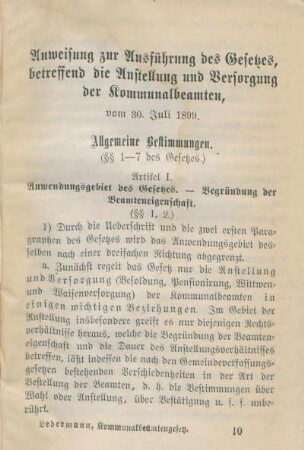 Anweisung zur Ausführung des Gesetzes,
betreffend die Anstellung und Versorgung
der Kommunalbeamten,
vom 30. Juli 1899.
Allgemeine Bestimmungen.
(§§ 1—7 des Gesetzes.)
Artikel I.
Anwendungsgebiet des Gesetzes. — Begründung der
Beamteneigenschaft.
(§§ 1, 2.)
1) Durch die Ueberschrift und die zwei ersten Para-
graphen des Gesetzes wird das Anwendungsgebiet des-
selben nach einer dreifachen Richtung abgegrenzt.
a. Zunächst regelt das Gesetz nur die Anstellung
und Versorgung (Besoldung, Pensionirung, Wittwen-
und Waisenversorgung) der Kommunalbeamten in
einigen wichtigen Beziehungen. Im Gebiet der
Anstellung insbesondere greift es nur diejenigen Rechts-
verhältnisse heraus, welche die Begründung der Beamten-
eigenschaft und die Dauer des Anstellungsverhältnisses
betreffen, läßt indessen die nach den Gemeindeverfassungs-
gesetzen bestehenden Verschiedenheiten in der Art der
Bestellung der Beamten, d. h. die Bestimmungen über
Wahl oder Anstellung, über Bestätigung u. s. f. unbe-
rührt.
Ledermann, Kommunalbeamtengesetz. 10